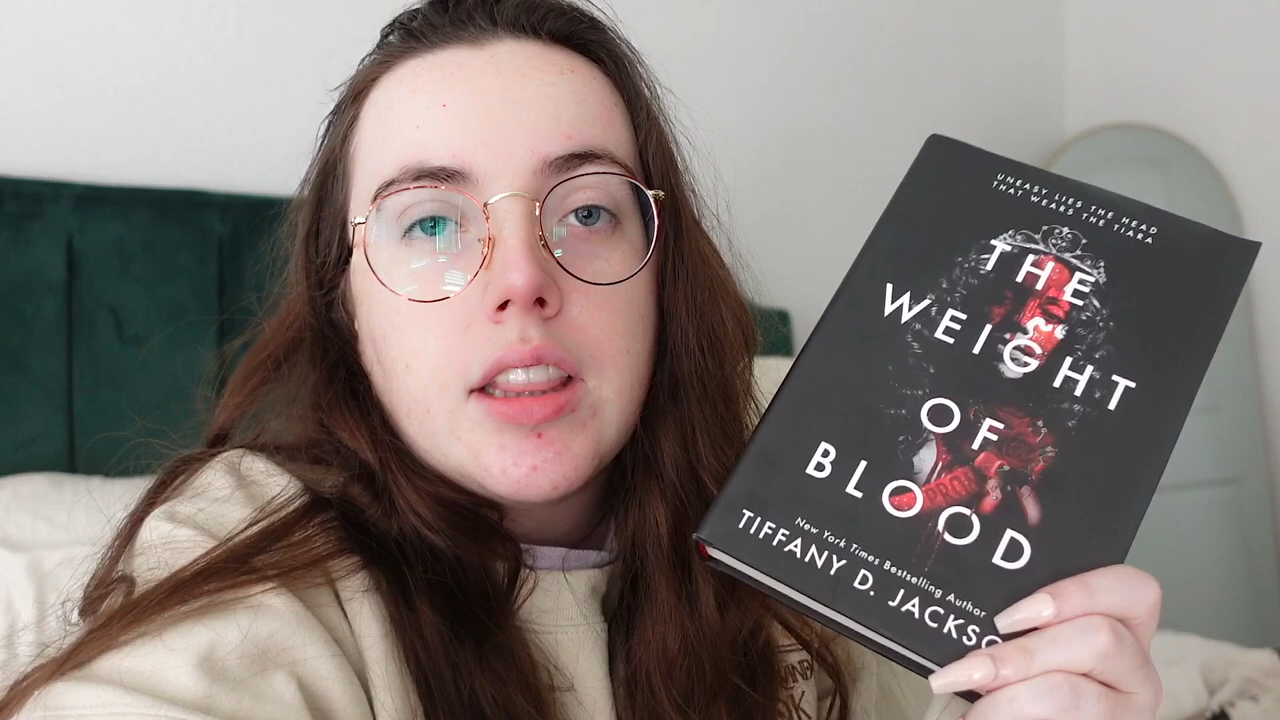 UNEASY LIES THE HEAD
THAT WEARS THE TIARA
THE
WEIGHT
OF
BLOOD
PROM
New York Times Bestselling Author
TIFFANY D. JACKSO